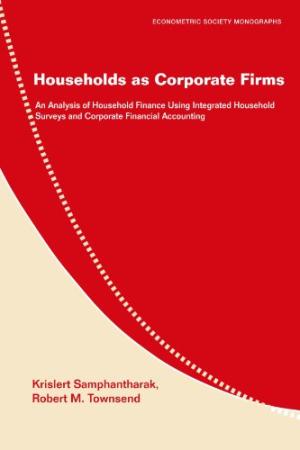 ECONOMETRIC SOCIETY MONOGRAPHS
Households as Corporate Firms
An Analysis of Household Finance Using Integrated Household
Surveys and Corporate Financial Accounting
Krislert Samphantharak,
Robert M. Townsend